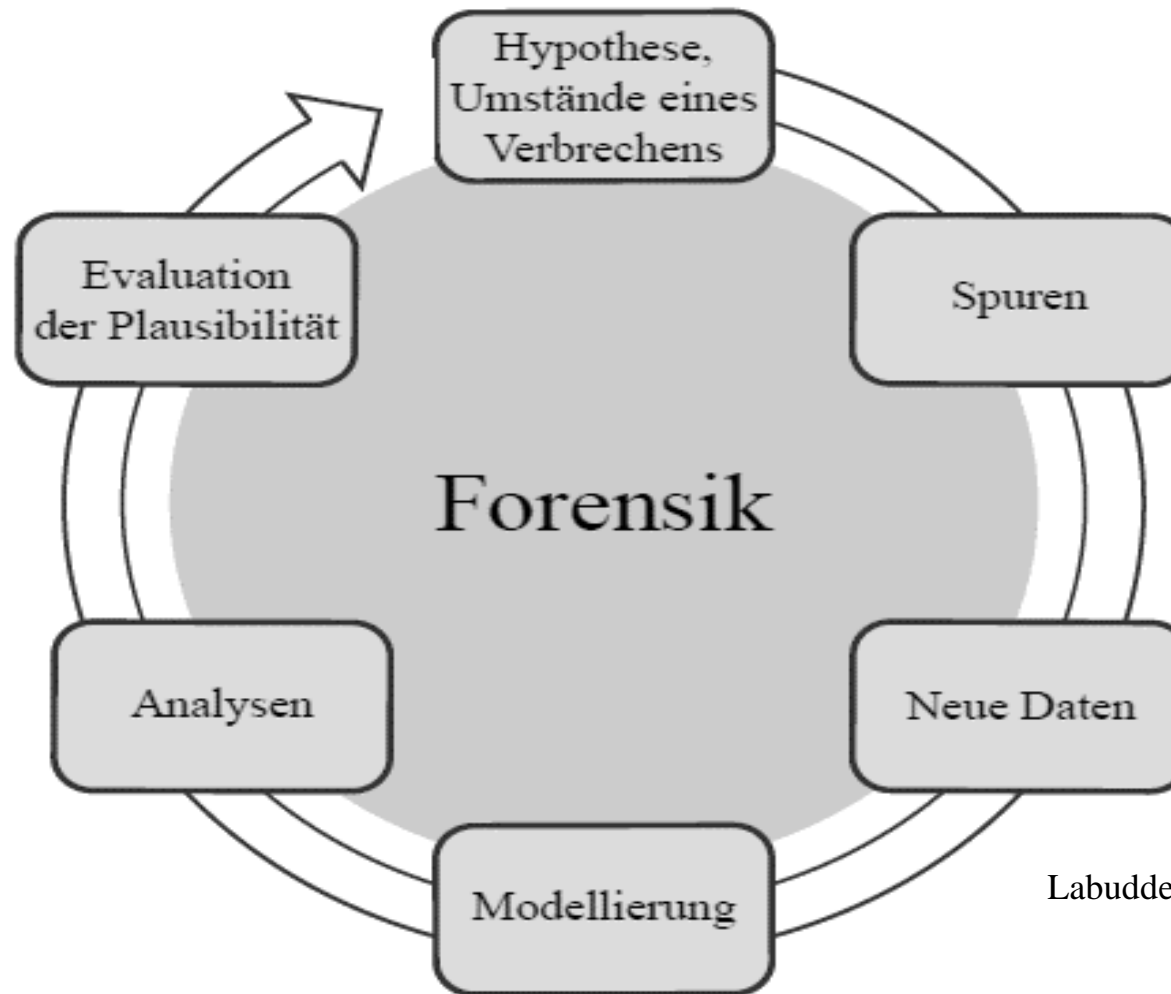 Hypothese,
Umstände eines
Verbrechens
Evaluation
der Plausibilität
Spuren
Forensik
Analysen
Neue Daten
Modellierung
Labudde